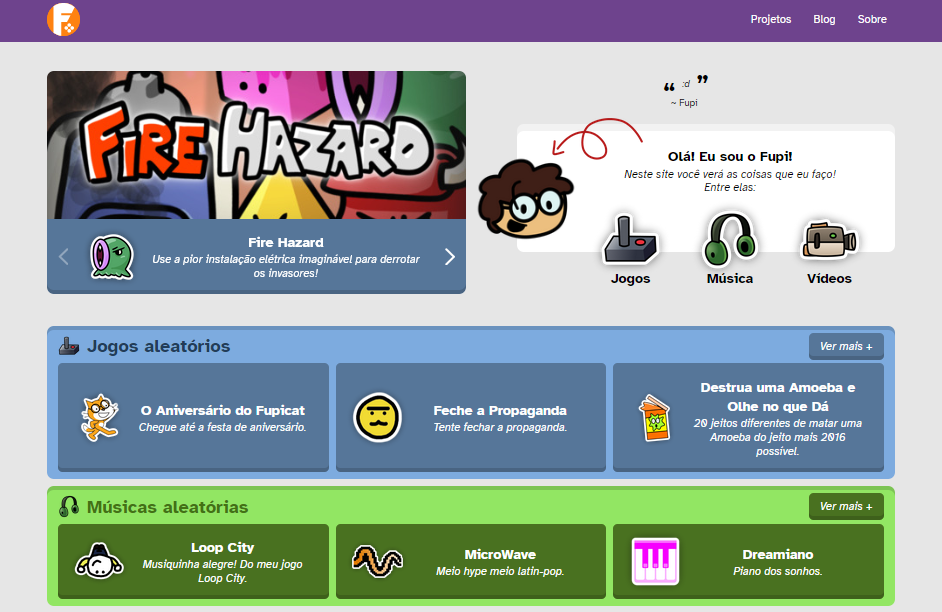 F
Projetos Blog Sobre
FIRE HAZARD
Fire Hazard
Use a pior instalação elétrica imaginável para derrotar
os invasores!
“ :d ”
~ Fupi
Olá! Eu sou o Fupi!
Neste site você verá as coisas que eu faço!
Entre elas:
Jogos
Música
Vídeos
Jogos aleatórios
Ver mais +
O Aniversário do Fupicat
Chegue até a festa de aniversário.
Feche a Propaganda
Tente fechar a propaganda.
Destrua uma Amoeba e
Olhe no que Dá
20 jeitos diferentes de matar uma
Amoeba do jeito mais 2016
possível.
Músicas aleatórias
Ver mais +
Loop City
Musiquinha alegre! Do meu jogo
Loop City.
MicroWave
Meio hype meio latin-pop.
Dreamiano
Piano dos sonhos.